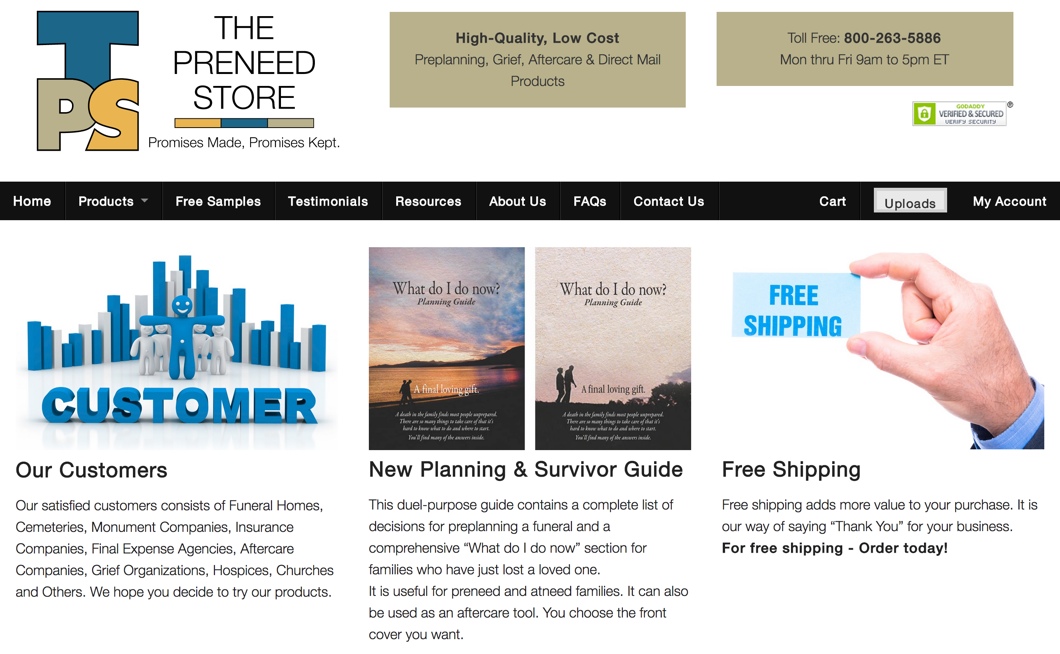 TPS
THE
PRENEED
STORE
Promises Made, Promises Kept.
High-Quality, Low Cost
Preplanning, Grief, Aftercare & Direct Mail
Products
Toll Free: 800-263-5886
Mon thru Fri 9am to 5pm ET
GODADDY
VERIFIED & SECURED
VERIFY SECURITY
®
Home
Products
Free Samples
Testimonials
Resources
About Us
FAQs
Contact Us
Cart
Uploads
My Account
CUSTOMER
Our Customers
Our satisfied customers consists of Funeral Homes,
Cemeteries, Monument Companies, Insurance
Companies, Final Expense Agencies, Aftercare
Companies, Grief Organizations, Hospices, Churches
and Others. We hope you decide to try our products.
What do I do now?
Planning Guide
A final loving gift.
A death in the family finds most people unprepared.
There are so many things to take care of that it's
hard to know what to do and where to start.
You'll find many of the answers inside.
What do I do now?
Planning Guide
A final loving gift.
A death in the family finds most people unprepared.
There are so many things to take care of that it's
hard to know what to do and where to start.
You'll find many of the answers inside.
New Planning & Survivor Guide
This duel-purpose guide contains a complete list of
decisions for preplanning a funeral and a
comprehensive “What do I do now” section for
families who have just lost a loved one.
It is useful for preneed and atneed families. It can also
be used as an aftercare tool. You choose the front
cover you want.
FREE
SHIPPING
Free Shipping
Free shipping adds more value to your purchase. It is
our way of saying “Thank You” for your business.
For free shipping - Order today!